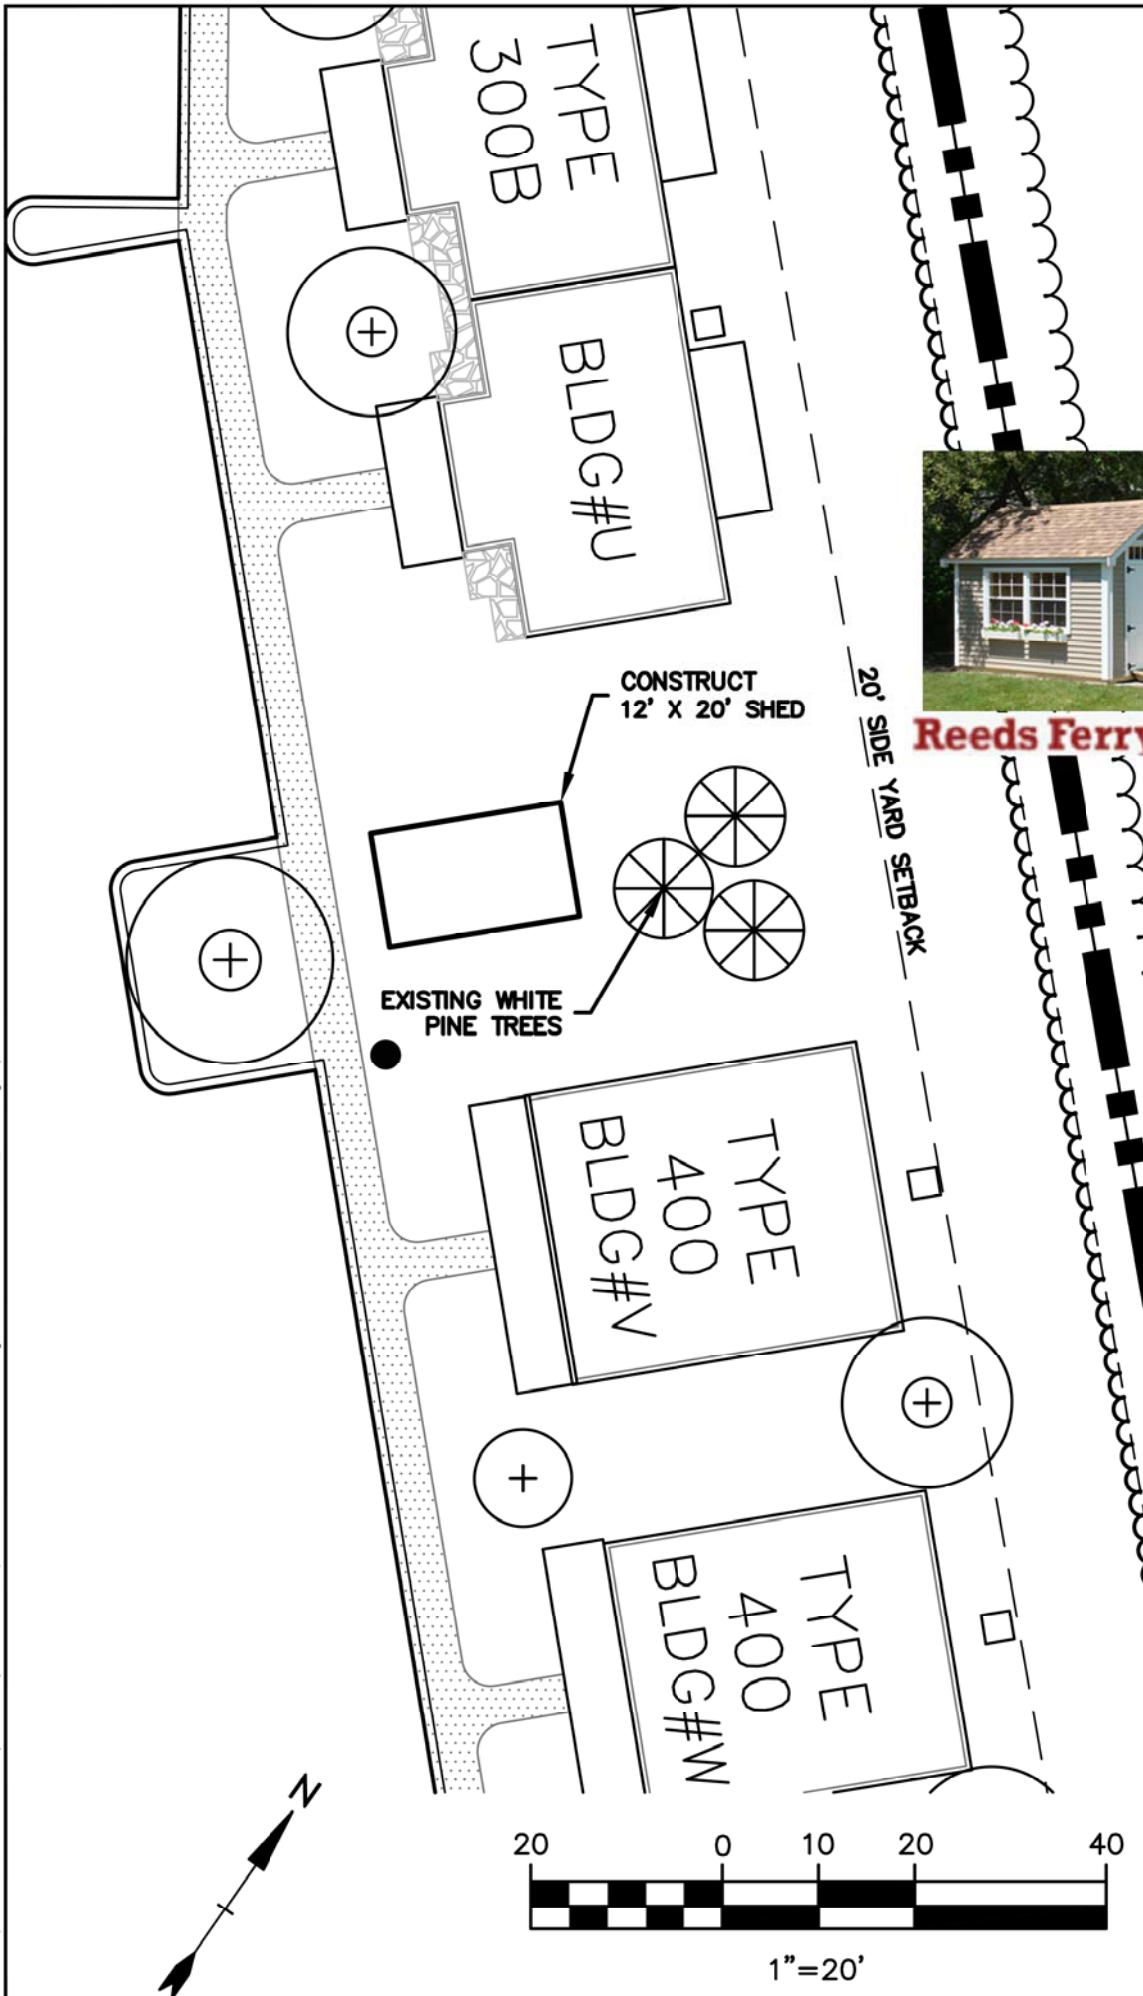 TYPE
300B
BLDG#U
CONSTRUCT
12' X 20' SHED
20' SIDE YARD SETBACK
Reeds Ferry
EXISTING WHITE
PINE TREES
TYPE
400
BLDG#V
TYPE
400
BLDG#W
N
20 0 10 20 40
1"=20'